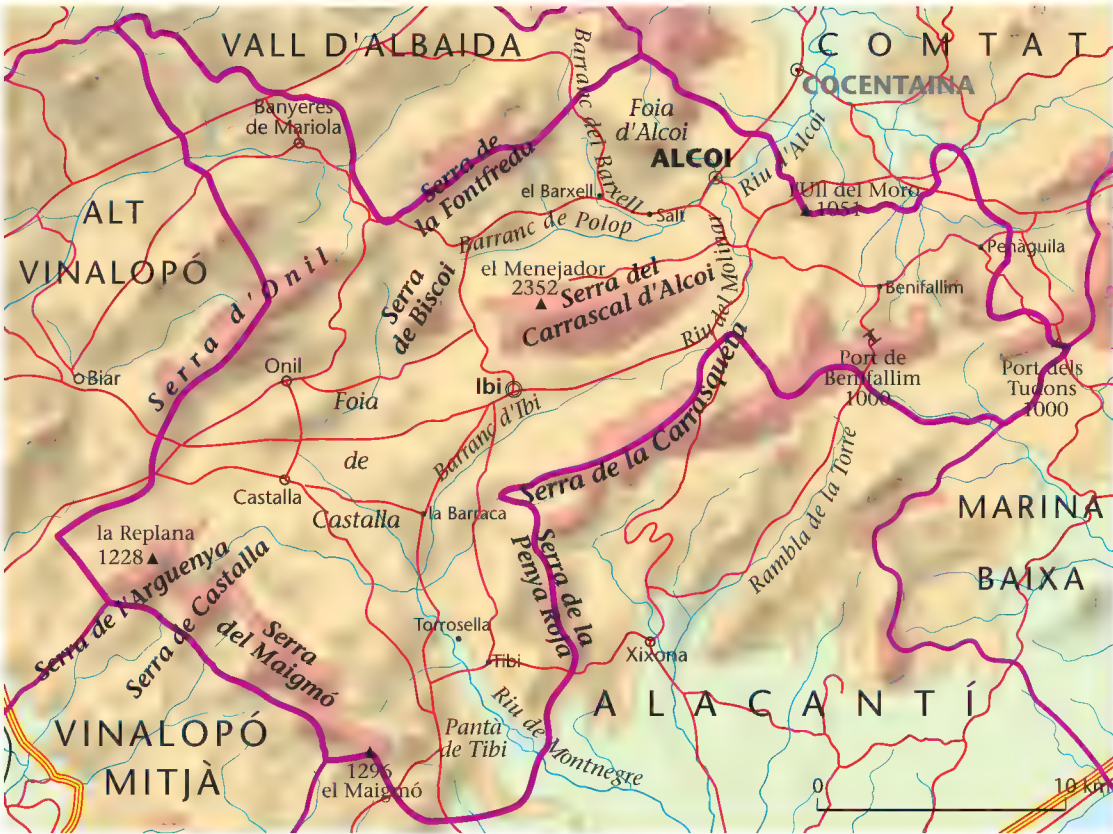 VALL D'ALBAIDA
COMTAT
COCENTAINA
Barranc del Barxell
Banyeres
de Mariola
Foia
d'Alcoi
ALCOI
Riu d'Alcoi
Serra de
la Fontfreda
el Barxell
Salt
l'Ull del Moro
1051
ALT
VINALOPÓ
Barranc de Polop
Penàguila
el Menejador
2352
Serra del
Carrascal d'Alcoi
Riu del Molinar
Benifallim
Serra
de Biscoi
Serra d'Onil
Biar
Onil
Ibi
Foia
de
Castalla
Barranc d'Ibi
Port de
Benifallim
1000
Port dels
Tudons
1000
Serra de la Carrasqueta
Castalla
la Barraca
Rambla de la Torre
MARINA
BAIXA
la Replana
1228
Serra de l'Arguenya
Serra de Castalla
Serra
del Maigmó
Serra de la
Penya Roja
Torrosella
Tibi
Xixona
ALACANTÍ
Riu de Montnegre
Pantà
de Tibi
VINALOPÓ
MITJÀ
1296
el Maigmó
0
10 km